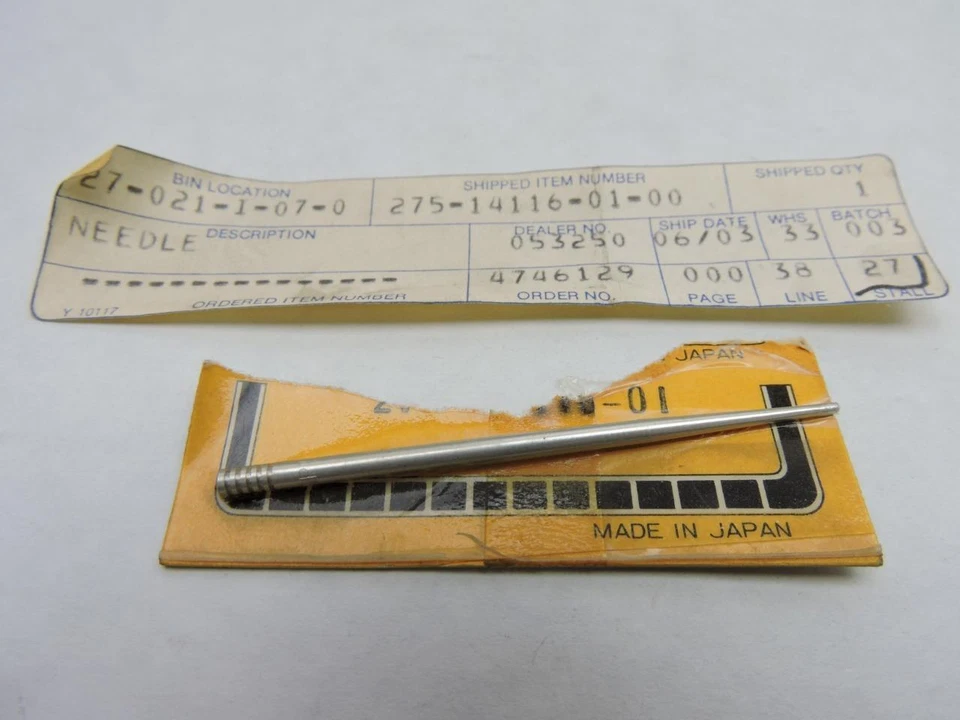 BIN LOCATION SHIPPED ITEM NUMBER SHIPPED QTY
27-021-1-07-0 275-14116-01-00 1
NEEDLE DESCRIPTION DEALER NO. SHIP DATE WHS BATCH
053250 06/03 33 003
-------------- 4746129 000 38 27
ORDERED ITEM NUMBER ORDER NO. PAGE LINE STALL
Y 10117
JAPAN
-01
MADE IN JAPAN